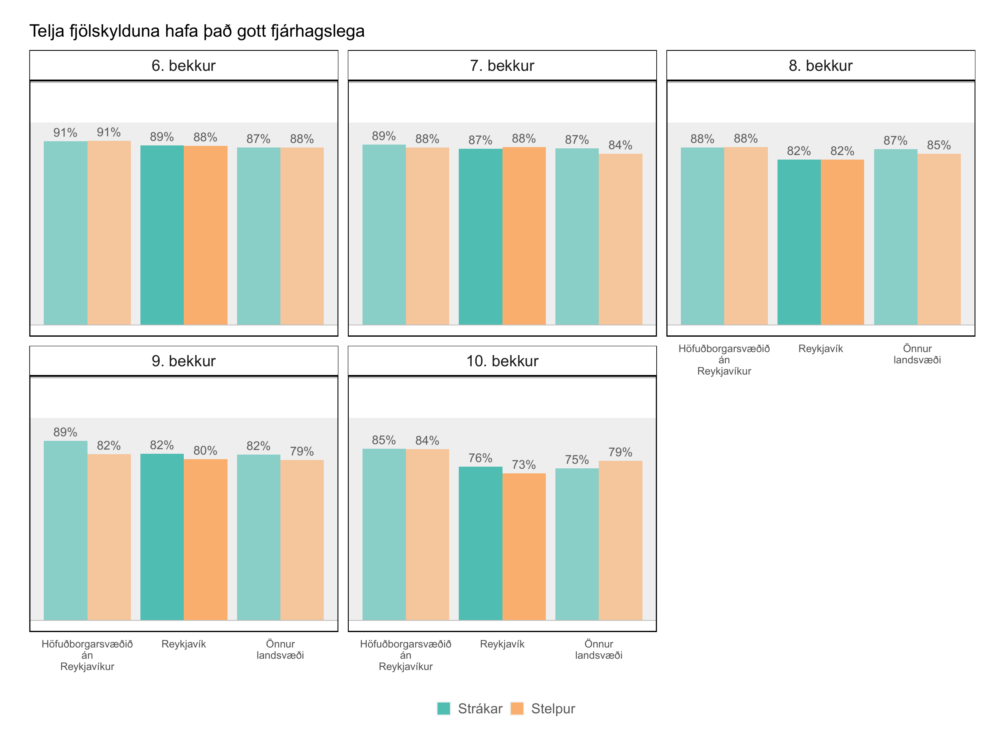 Telja fjölskylduna hafa það gott fjárhagslega
6. bekkur
91% 91% 89% 88% 87% 88%
7. bekkur
89% 88% 87% 88% 87% 84%
8. bekkur
88% 88% 82% 82% 87% 85%
Höfuðborgarsvæðið
án
Reykjavíkur
Reykjavík
Önnur
landsvæði
9. bekkur
89% 82% 82% 80% 82% 79%
Höfuðborgarsvæðið
án
Reykjavíkur
Reykjavík
Önnur
landsvæði
10. bekkur
85% 84% 76% 73% 75% 79%
Höfuðborgarsvæðið
án
Reykjavíkur
Reykjavík
Önnur
landsvæði
Strákar Stelpur